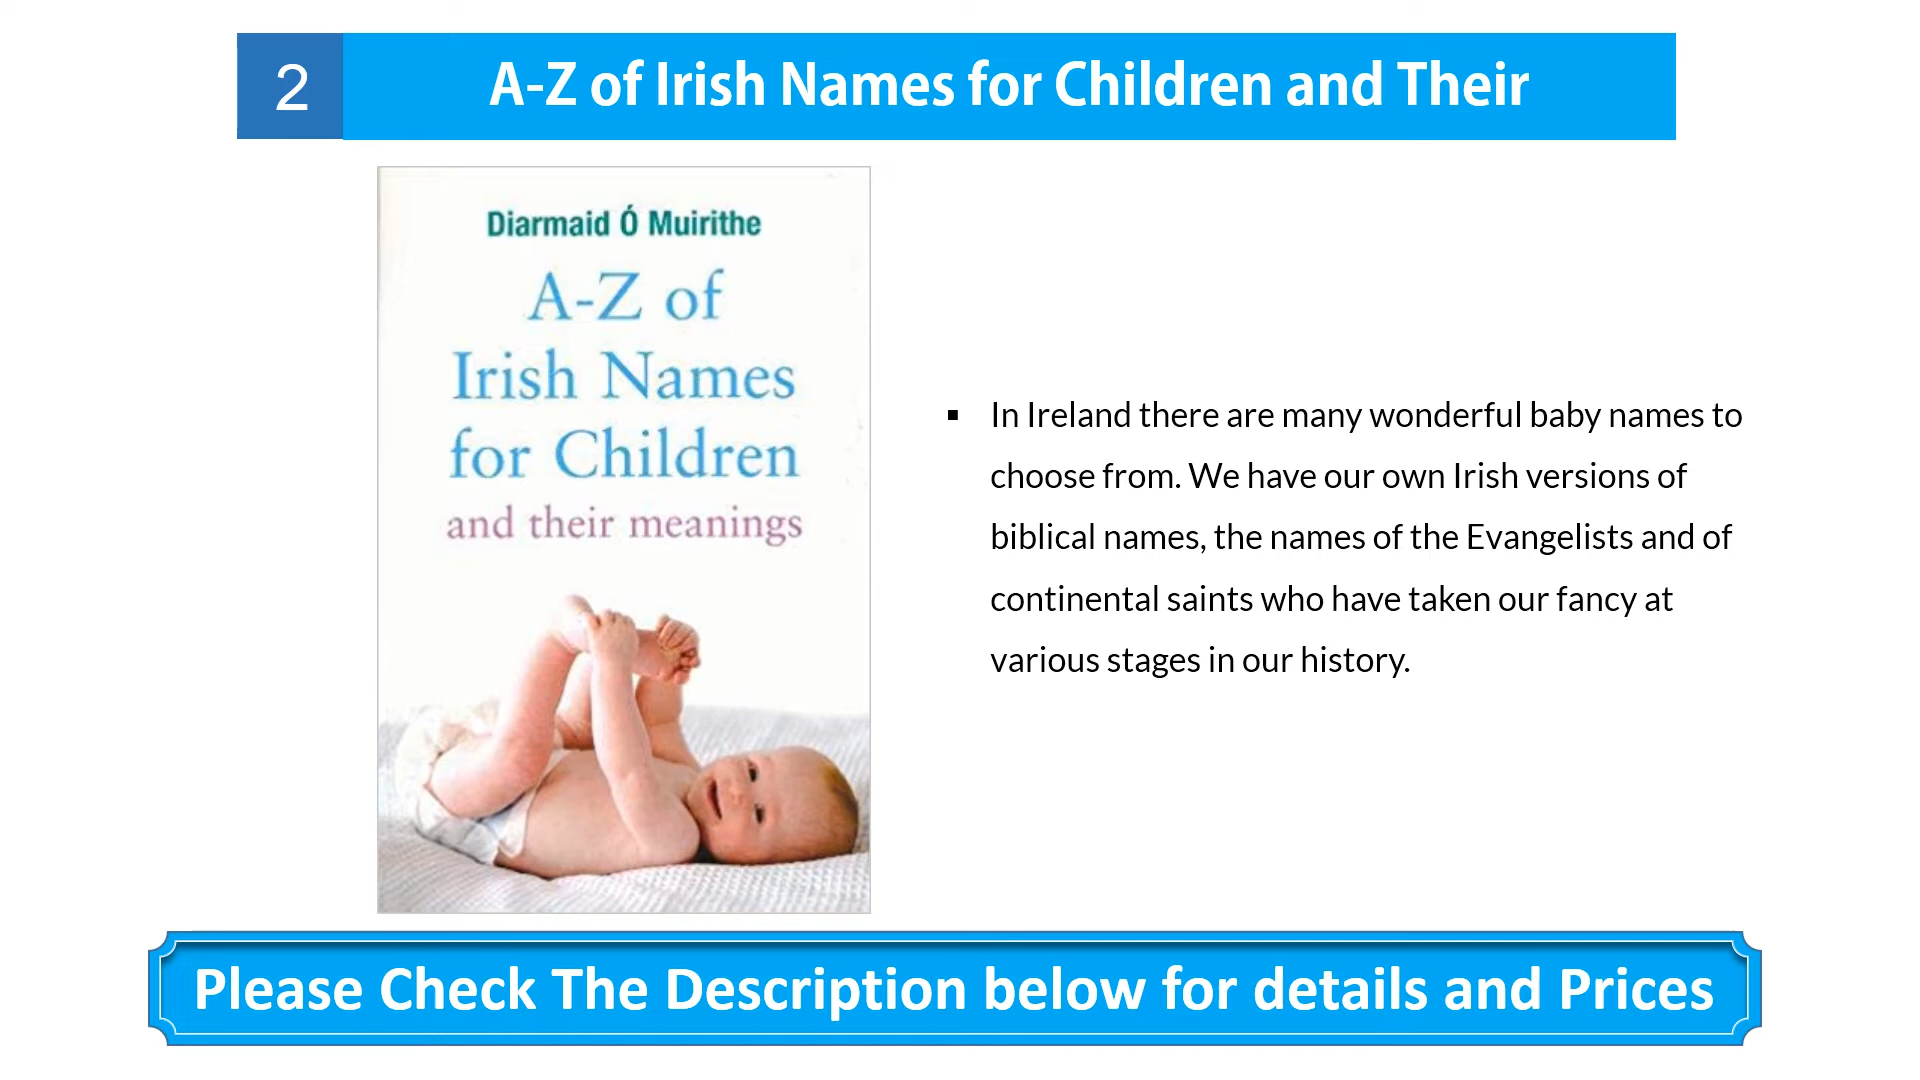 2
A-Z of Irish Names for Children and Their
Diarmaid Ó Muirithe
A-Z of
Irish Names
for Children
and their meanings
▪ In Ireland there are many wonderful baby names to
choose from. We have our own Irish versions of
biblical names, the names of the Evangelists and of
continental saints who have taken our fancy at
various stages in our history.
Please Check The Description below for details and Prices